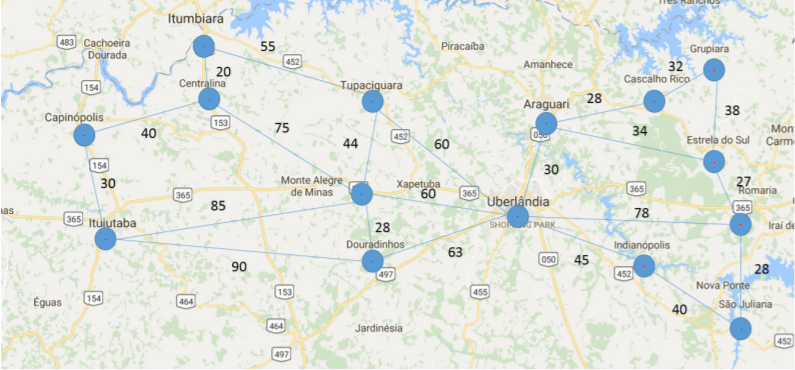 Três Ranchos
Itumbiara
55
32
Grupiara
483
Cachoeira
Dourada
452
Piracaíba
Amanhece
Cascalho Rico
20
Centralina
Tupaciguara
28
154
Araguari
38
Capinópolis
153
75
050
34
Mont
Carme
40
44
452
60
Estrela do Sul
154
30
30
27
Monte Alegre
de Minas
Xapetuba
365
365
Romaria
365
85
60
Uberlândia
78
365
365
SHOPPING PARK
Iraí de
Ituiutaba
28
Douradinhos
Indianópolis
63
45
28
90
497
050
452
Nova Ponte
Éguas
154
464
153
455
40
São Juliana
464
Jardinésia
497
452